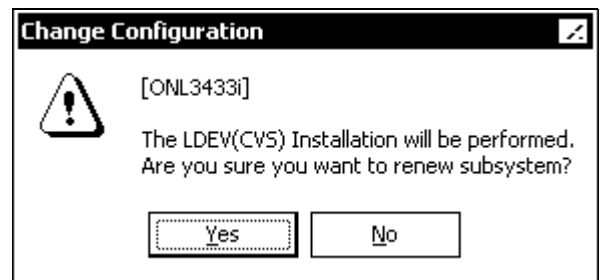 Change Configuration
[ONL3433i]
The LDEV(CVS) Installation will be performed.
Are you sure you want to renew subsystem?
Yes
No